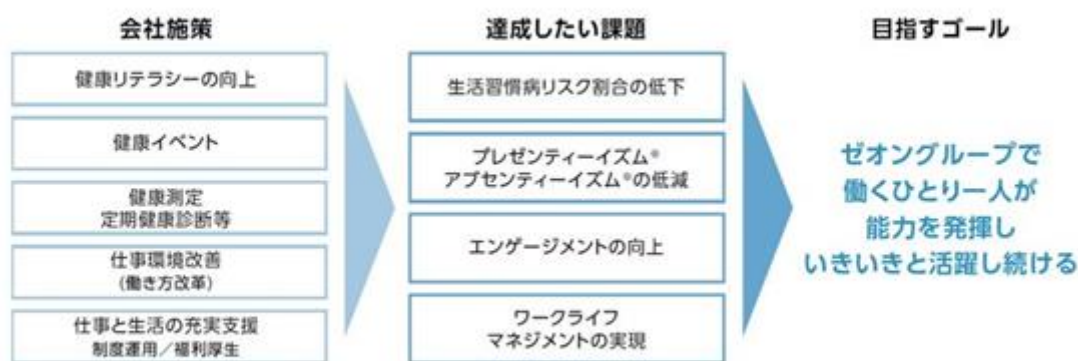 会社施策
健康リテラシーの向上
健康イベント
健康測定
定期健康診断等
仕事環境改善
(働き方改革)
仕事と生活の充実支援
制度運用／福利厚生
達成したい課題
生活習慣病リスク割合の低下
プレゼンティーイズム※
アブセンティーイズム※の低減
エンゲージメントの向上
ワークライフ
マネジメントの実現
目指すゴール
ゼオングループで
働くひとり一人が
能力を発揮し
いきいきと活躍し続ける